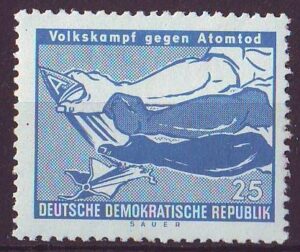 Volkskampf gegen Atomtod
25
DEUTSCHE DEMOKRATISCHE REPUBLIK
SAUER